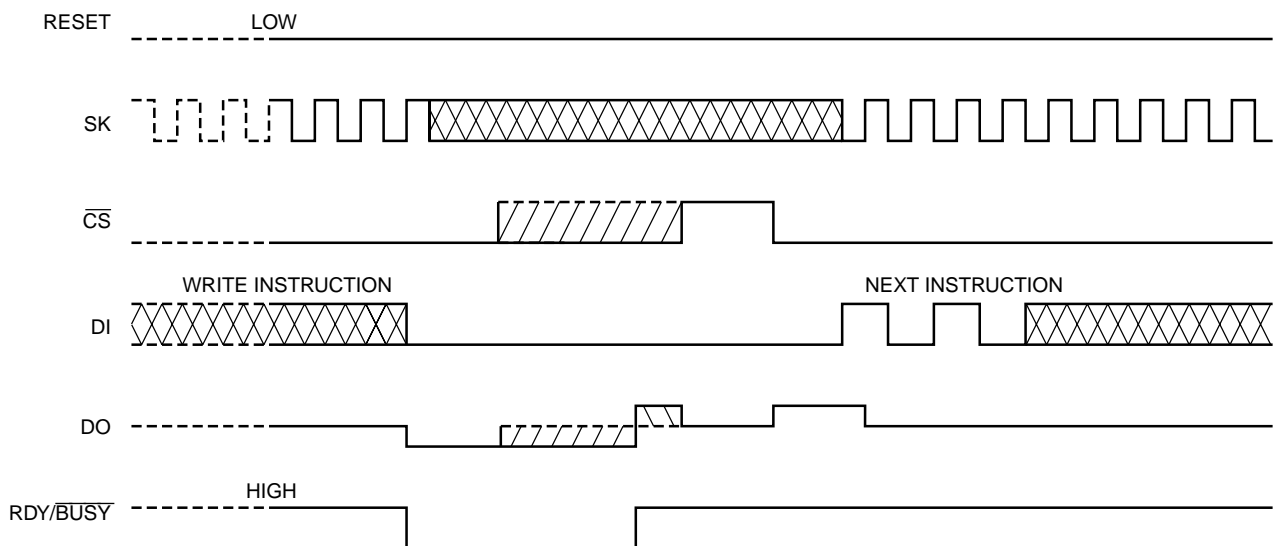 RESET LOW
SK
CS
WRITE INSTRUCTION NEXT INSTRUCTION
DI
DO
HIGH
RDY/BUSY